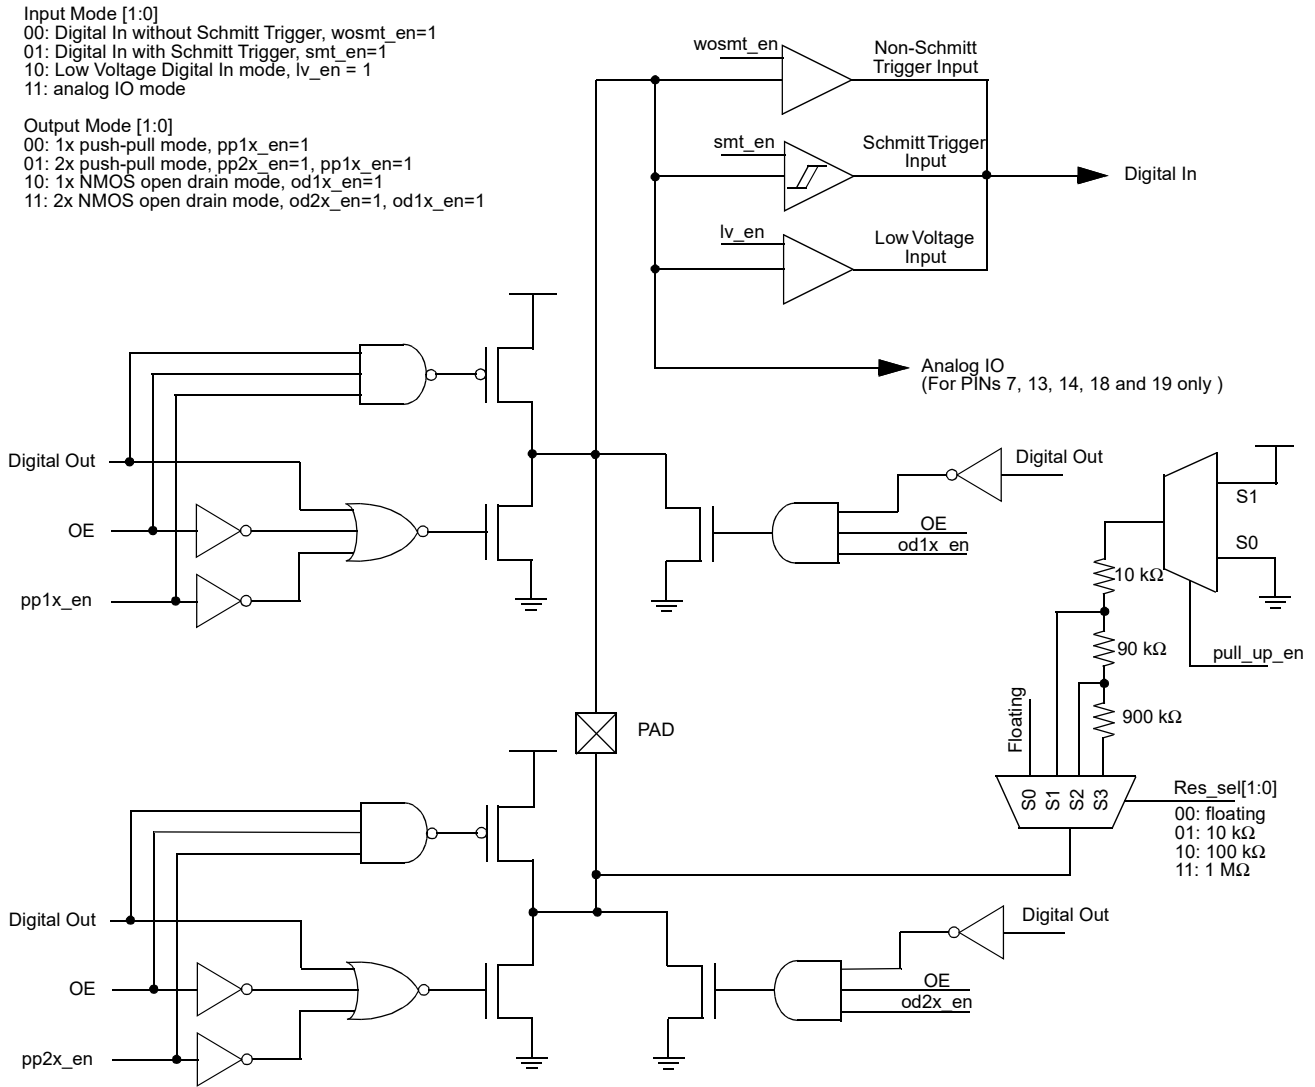 Input Mode [1:0]
00: Digital In without Schmitt Trigger, wosmt_en=1
01: Digital In with Schmitt Trigger, smt_en=1
10: Low Voltage Digital In mode, lv_en = 1
11: analog IO mode
Output Mode [1:0]
00: 1x push-pull mode, pp1x_en=1
01: 2x push-pull mode, pp2x_en=1, pp1x_en=1
10: 1x NMOS open drain mode, od1x_en=1
11: 2x NMOS open drain mode, od2x_en=1, od1x_en=1
wosmt_en
Non-Schmitt
Trigger Input
smt_en
Schmitt Trigger
Input
Digital In
lv_en
Low Voltage
Input
Analog IO
(For PINs 7, 13, 14, 18 and 19 only )
Digital Out
OE
pp1x_en
Digital Out
OE
od1x_en
S1
S0
10 kΩ
90 kΩ
pull_up_en
900 kΩ
Floating
PAD
S0
S1
S2
S3
Res_sel[1:0]
00: floating
01: 10 kΩ
10: 100 kΩ
11: 1 MΩ
Digital Out
OE
pp2x_en
Digital Out
OE
od2x_en